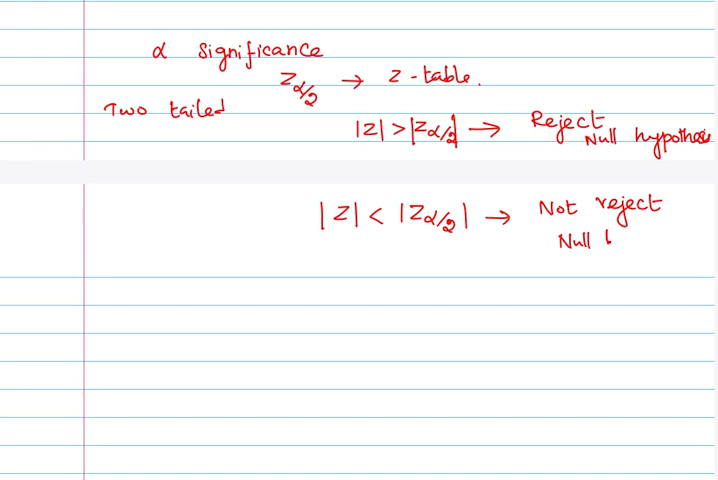 α significance
Zα/2 → Z-table.
Two tailed
|Z| > |Zα/2| → Reject
Null hypothesis
|Z| < |Zα/2| → Not reject
Null